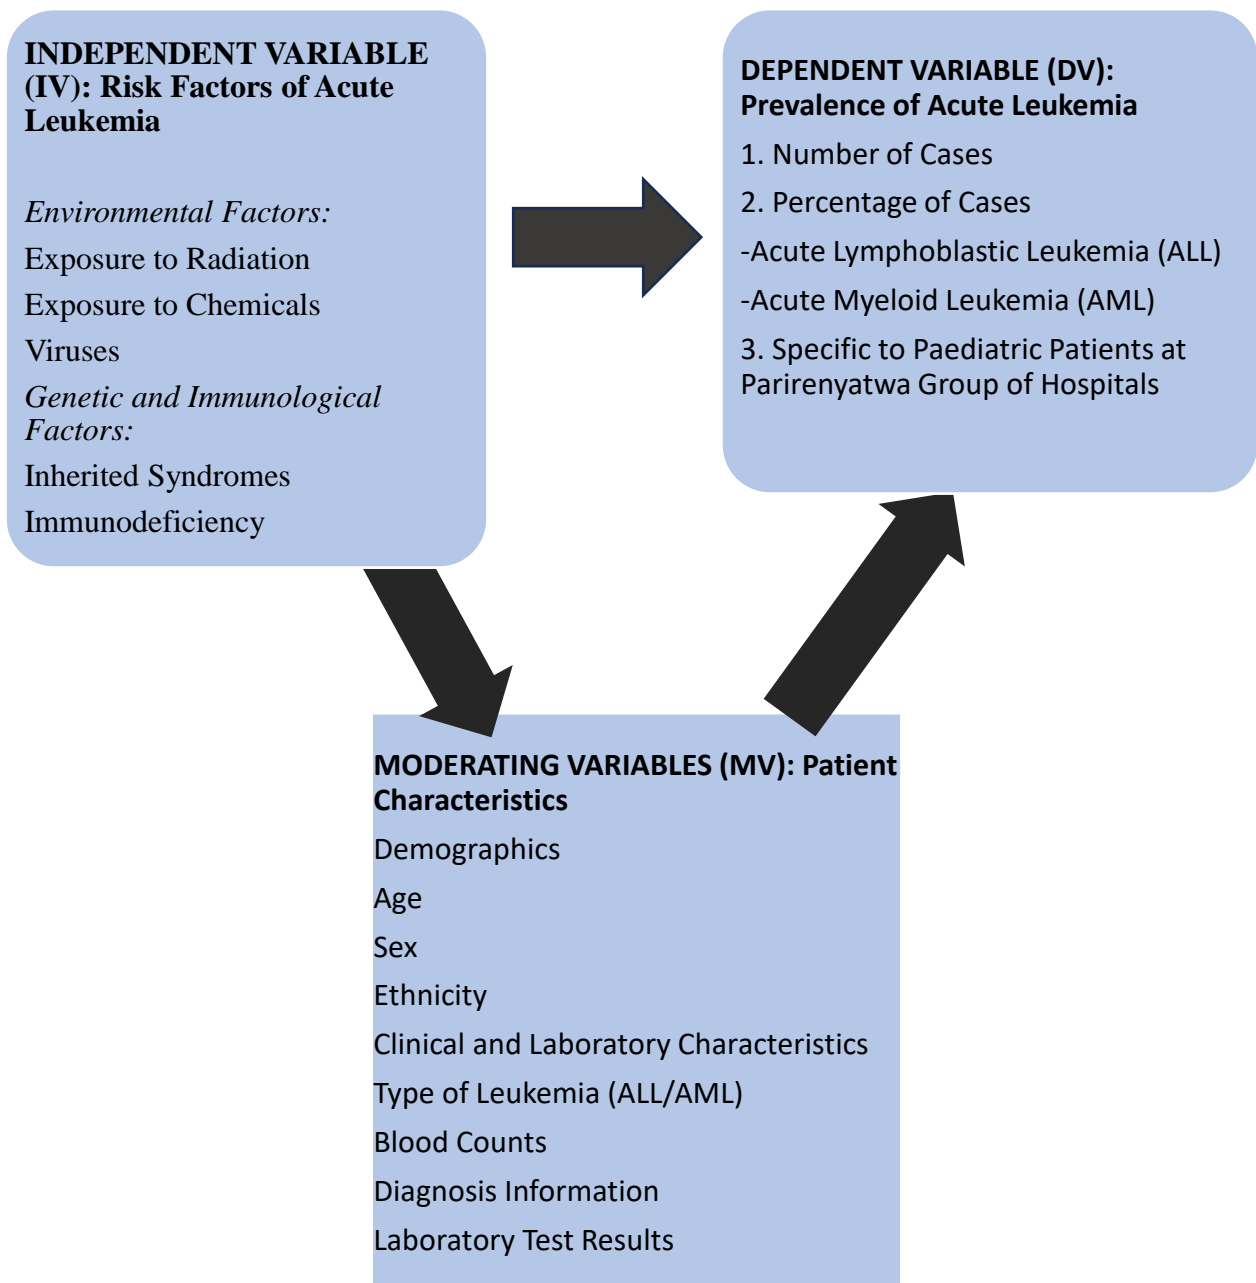 INDEPENDENT VARIABLE
(IV): Risk Factors of Acute
Leukemia
Environmental Factors:
Exposure to Radiation
Exposure to Chemicals
Viruses
Genetic and Immunological
Factors:
Inherited Syndromes
Immunodeficiency
DEPENDENT VARIABLE (DV):
Prevalence of Acute Leukemia
1. Number of Cases
2. Percentage of Cases
-Acute Lymphoblastic Leukemia (ALL)
-Acute Myeloid Leukemia (AML)
3. Specific to Paediatric Patients at
Parirenyatwa Group of Hospitals
MODERATING VARIABLES (MV): Patient
Characteristics
Demographics
Age
Sex
Ethnicity
Clinical and Laboratory Characteristics
Type of Leukemia (ALL/AML)
Blood Counts
Diagnosis Information
Laboratory Test Results